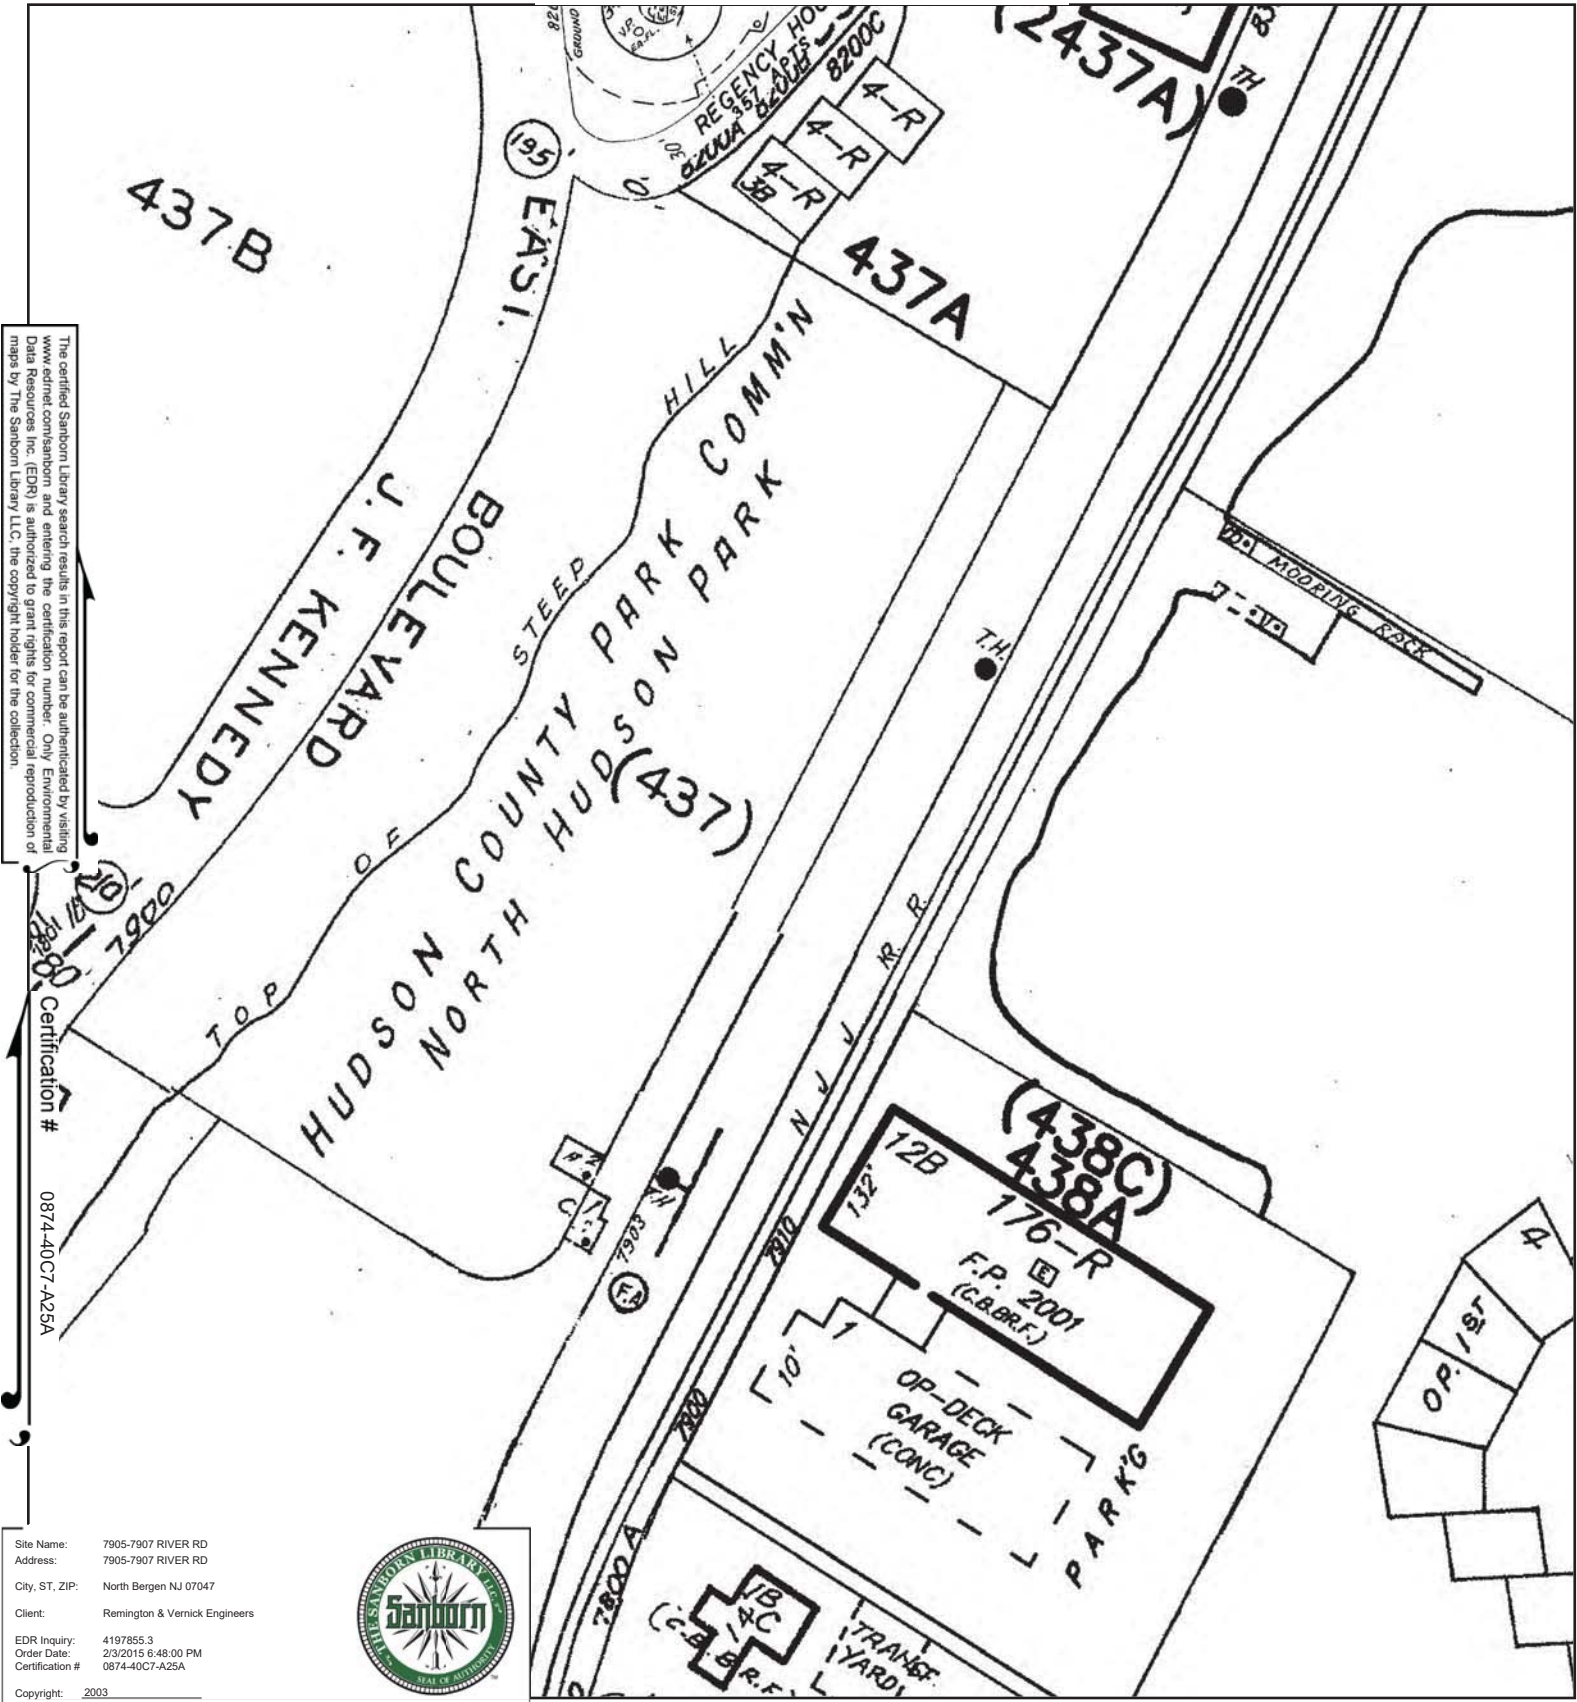 REGENCY HOU
357 APTS
8200C
8200A
GROUND
30'
4-R
4-R
4-R
3B
(2437A)
TH
195
EAST.
437B
437A
BOULEVARD
J. F. KENNEDY
TOP OF STEEP HILL
HUDSON COUNTY PARK COMM'N
NORTH HUDSON PARK
(437)
MOORING RACK
T.H.
N J J R. R.
7900
7903
F.A
7910
7900
7800 A
(438C)
438A
12B
132'
176-R
E
F.P. 2001
(C.B.BR.F.)
1
10'
OP-DECK
GARAGE
(CONC)
PARK'G
4
OP. 1ST
1B
14C
(C.B.B.R.F.)
TRANSF.
YARD
The certified Sanborn Library search results in this report can be authenticated by visiting
www.edrnet.com/sanborn and entering the certification number. Only Environmental
Data Resources Inc. (EDR) is authorized to grant rights for commercial reproduction of
maps by The Sanborn Library LLC, the copyright holder for the collection.
Certification # 0874-40C7-A25A
Site Name: 7905-7907 RIVER RD
Address: 7905-7907 RIVER RD
City, ST, ZIP: North Bergen NJ 07047
Client: Remington & Vernick Engineers
EDR Inquiry: 4197855.3
Order Date: 2/3/2015 6:48:00 PM
Certification # 0874-40C7-A25A
Copyright: 2003
THE SANBORN LIBRARY LLC
Sanborn
SEAL OF AUTHORITY